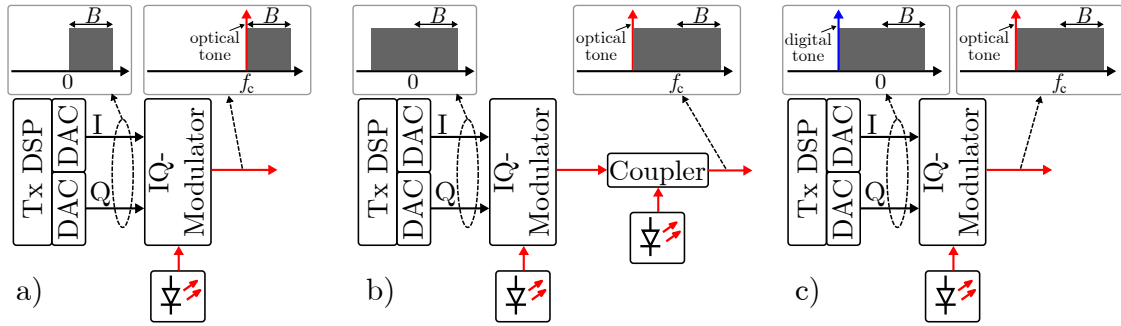 B
0
optical
tone
B
f_c
Tx DSP
DAC
DAC
I
Q
IQ-
Modulator
a)
B
0
optical
tone
B
f_c
Tx DSP
DAC
DAC
I
Q
IQ-
Modulator
Coupler
b)
digital
tone
B
0
optical
tone
B
f_c
Tx DSP
DAC
DAC
I
Q
IQ-
Modulator
c)